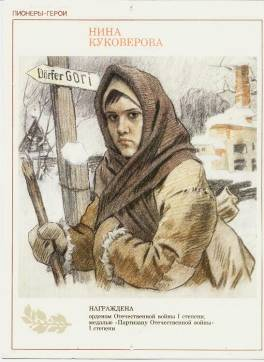 ПИОНЕРЫ-ГЕРОИ
НИНА
КУКОВЕРОВА
Dörfer GORI
НАГРАЖДЕНА
орденом Отечественной войны I степени,
медалью «Партизану Отечественной войны»
I степени